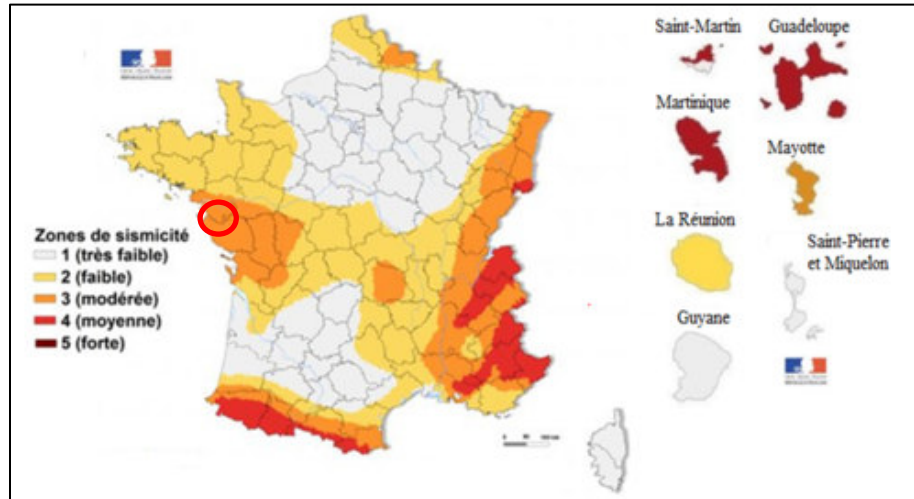 Saint-Martin
Guadeloupe
Martinique
Mayotte
La Réunion
Saint-Pierre
et Miquelon
Guyane
Zones de sismicité
1 (très faible)
2 (faible)
3 (modérée)
4 (moyenne)
5 (forte)